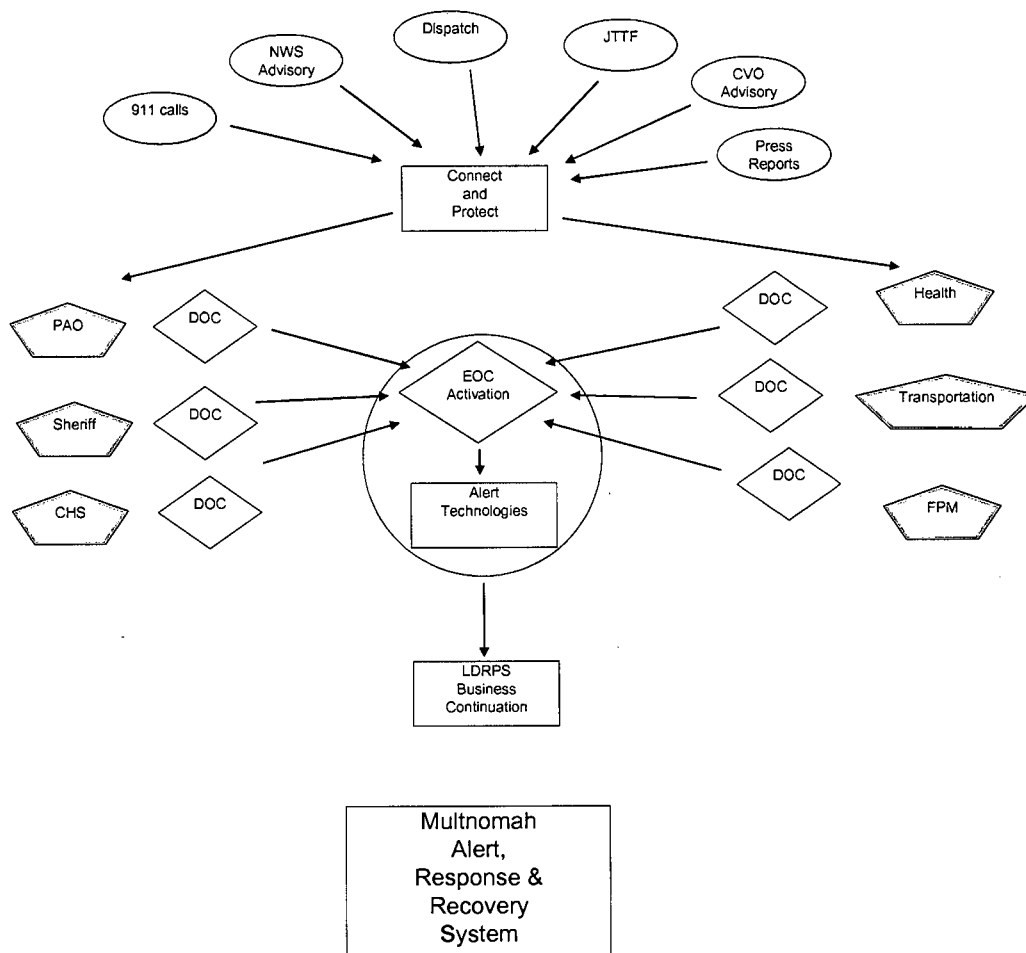 Dispatch
JTTF
NWS
Advisory
CVO
Advisory
911 calls
Press
Reports
Connect
and
Protect
PAO
DOC
DOC
Health
EOC
Activation
Sheriff
DOC
DOC
Transportation
CHS
DOC
Alert
Technologies
DOC
FPM
LDRPS
Business
Continuation
Multnomah
Alert,
Response &
Recovery
System